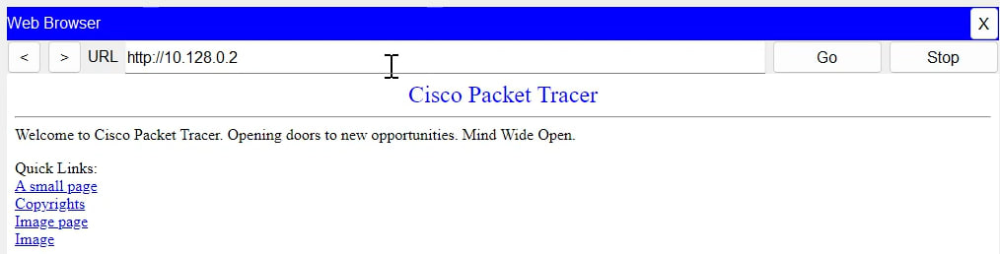 Web Browser X
< > URL http://10.128.0.2 Go Stop
Cisco Packet Tracer
Welcome to Cisco Packet Tracer. Opening doors to new opportunities. Mind Wide Open.
Quick Links:
A small page
Copyrights
Image page
Image